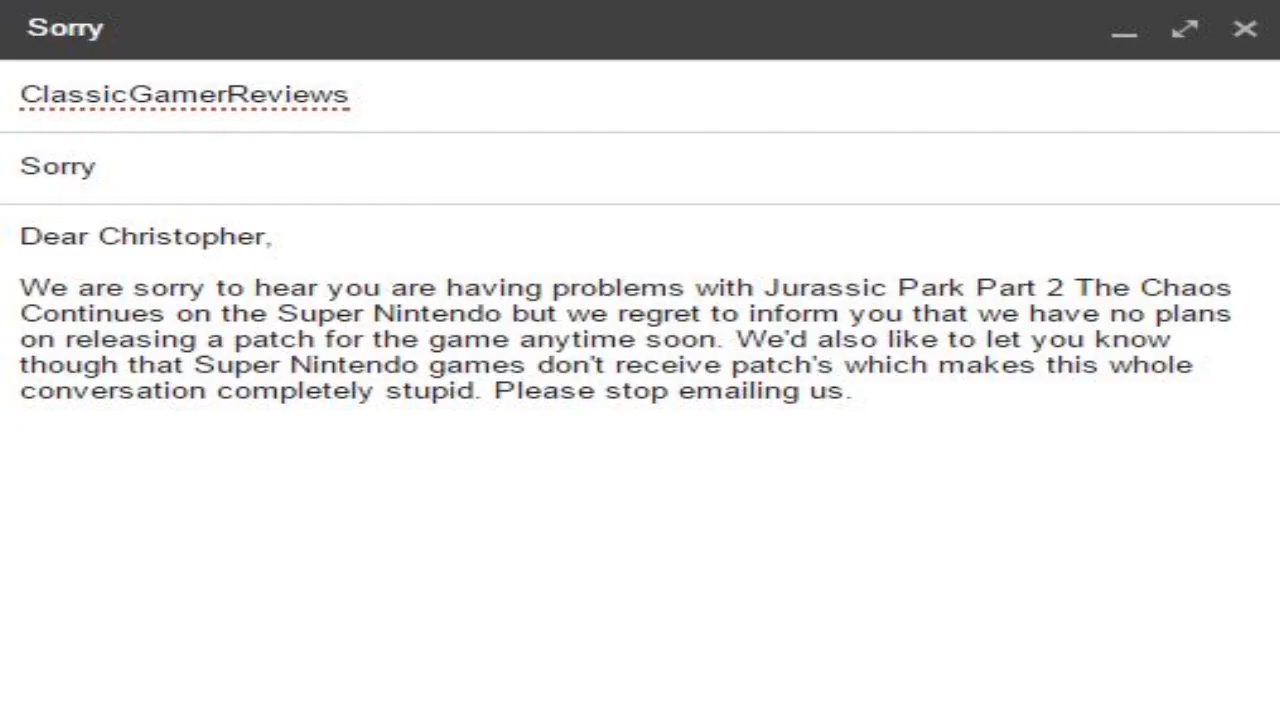 Sorry
ClassicGamerReviews
Sorry
Dear Christopher,
We are sorry to hear you are having problems with Jurassic Park Part 2 The Chaos
Continues on the Super Nintendo but we regret to inform you that we have no plans
on releasing a patch for the game anytime soon. We'd also like to let you know
though that Super Nintendo games don't receive patch's which makes this whole
conversation completely stupid. Please stop emailing us.